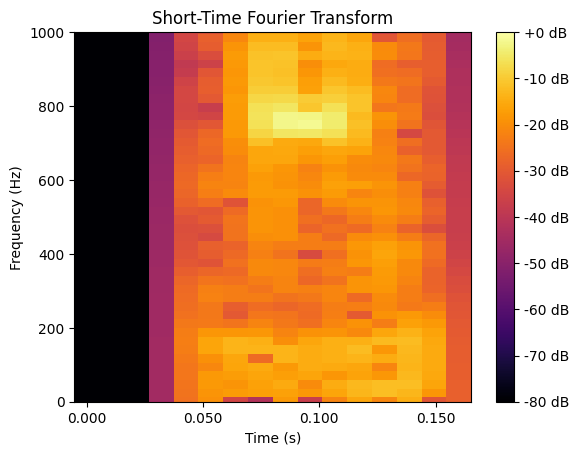 Short-Time Fourier Transform
1000
800
600
400
200
0
Frequency (Hz)
0.000
0.050
0.100
0.150
Time (s)
+0 dB
-10 dB
-20 dB
-30 dB
-40 dB
-50 dB
-60 dB
-70 dB
-80 dB